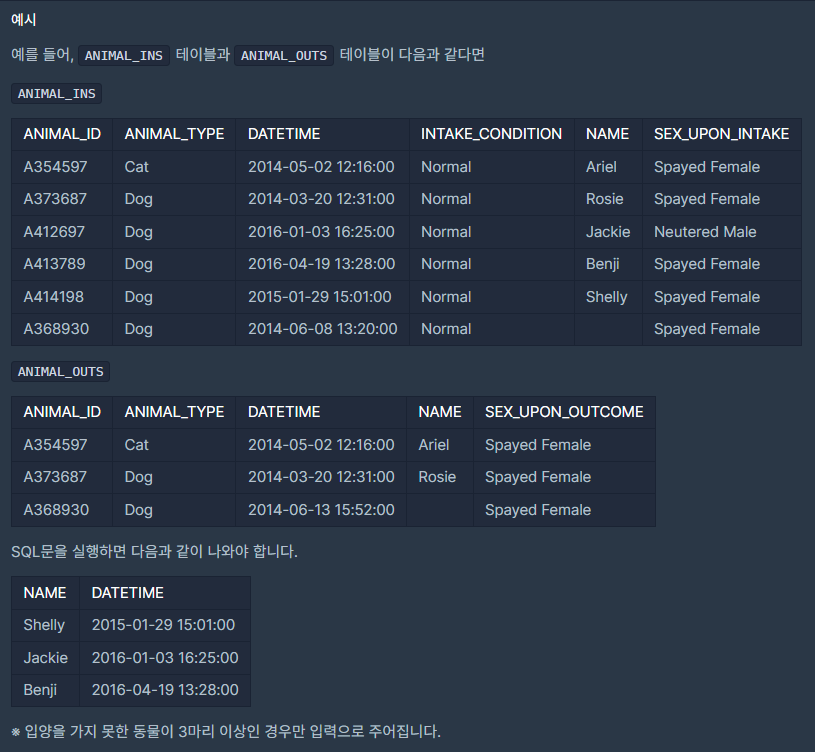 예시
예를 들어, ANIMAL_INS 테이블과 ANIMAL_OUTS 테이블이 다음과 같다면
ANIMAL_INS
ANIMAL_ID ANIMAL_TYPE DATETIME INTAKE_CONDITION NAME SEX_UPON_INTAKE
A354597 Cat 2014-05-02 12:16:00 Normal Ariel Spayed Female
A373687 Dog 2014-03-20 12:31:00 Normal Rosie Spayed Female
A412697 Dog 2016-01-03 16:25:00 Normal Jackie Neutered Male
A413789 Dog 2016-04-19 13:28:00 Normal Benji Spayed Female
A414198 Dog 2015-01-29 15:01:00 Normal Shelly Spayed Female
A368930 Dog 2014-06-08 13:20:00 Normal Spayed Female
ANIMAL_OUTS
ANIMAL_ID ANIMAL_TYPE DATETIME NAME SEX_UPON_OUTCOME
A354597 Cat 2014-05-02 12:16:00 Ariel Spayed Female
A373687 Dog 2014-03-20 12:31:00 Rosie Spayed Female
A368930 Dog 2014-06-13 15:52:00 Spayed Female
SQL문을 실행하면 다음과 같이 나와야 합니다.
NAME DATETIME
Shelly 2015-01-29 15:01:00
Jackie 2016-01-03 16:25:00
Benji 2016-04-19 13:28:00
※ 입양을 가지 못한 동물이 3마리 이상인 경우만 입력으로 주어집니다.